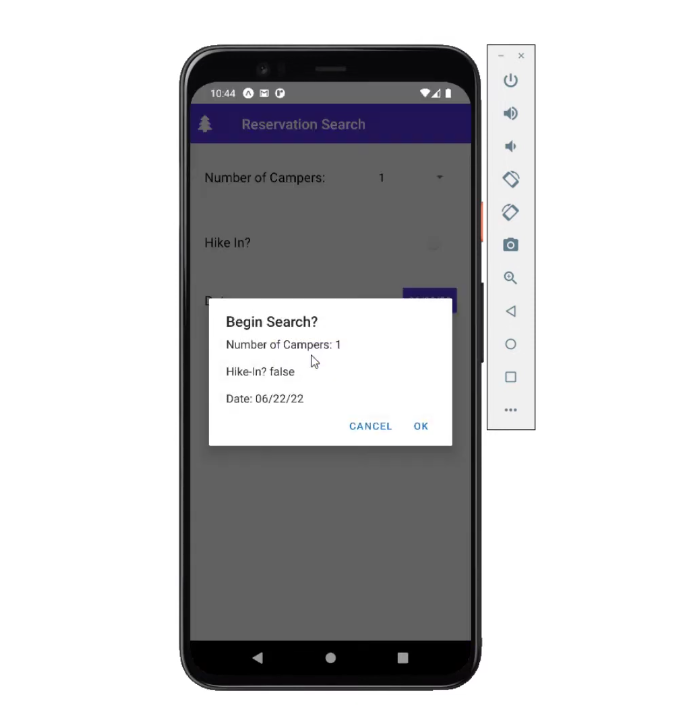 10:44
Reservation Search
Number of Campers: 1
Hike In?
Begin Search?
Number of Campers: 1
Hike-In? false
Date: 06/22/22
CANCEL OK